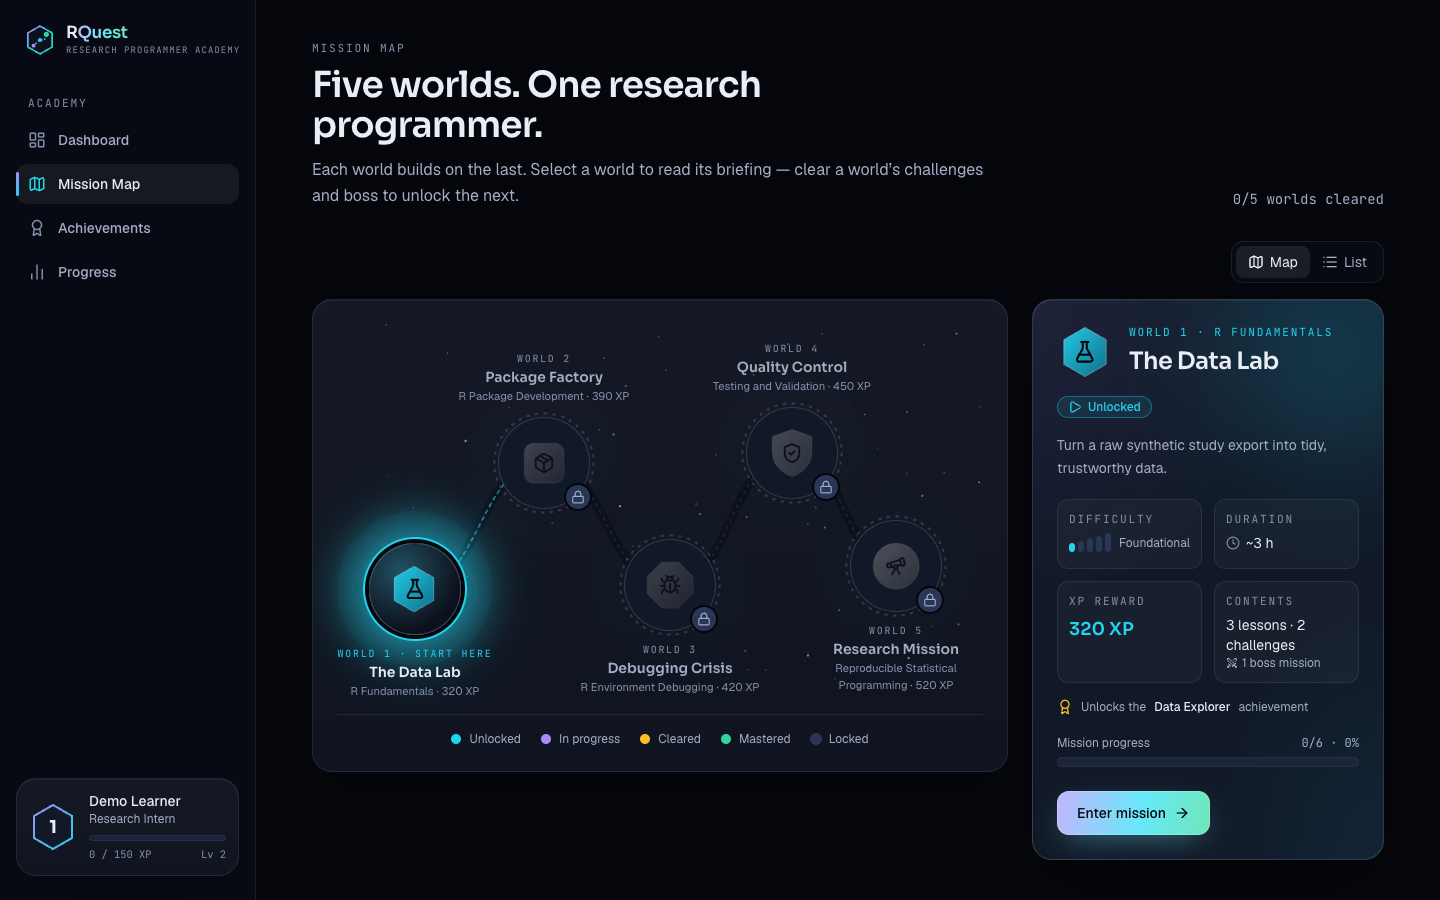 RQuest
RESEARCH PROGRAMMER ACADEMY
ACADEMY
Dashboard
Mission Map
Achievements
Progress
1
Demo Learner
Research Intern
0 / 150 XP
Lv 2
MISSION MAP
Five worlds. One research
programmer.
Each world builds on the last. Select a world to read its briefing — clear a world’s challenges
and boss to unlock the next.
0/5 worlds cleared
Map
List
WORLD 2
Package Factory
R Package Development · 390 XP
WORLD 4
Quality Control
Testing and Validation · 450 XP
WORLD 1 · START HERE
The Data Lab
R Fundamentals · 320 XP
WORLD 3
Debugging Crisis
R Environment Debugging · 420 XP
WORLD 5
Research Mission
Reproducible Statistical
Programming · 520 XP
Unlocked
In progress
Cleared
Mastered
Locked
WORLD 1 · R FUNDAMENTALS
The Data Lab
Unlocked
Turn a raw synthetic study export into tidy,
trustworthy data.
DIFFICULTY
Foundational
DURATION
~3 h
XP REWARD
320 XP
CONTENTS
3 lessons · 2
challenges
1 boss mission
Unlocks the Data Explorer achievement
Mission progress
0/6 · 0%
Enter mission